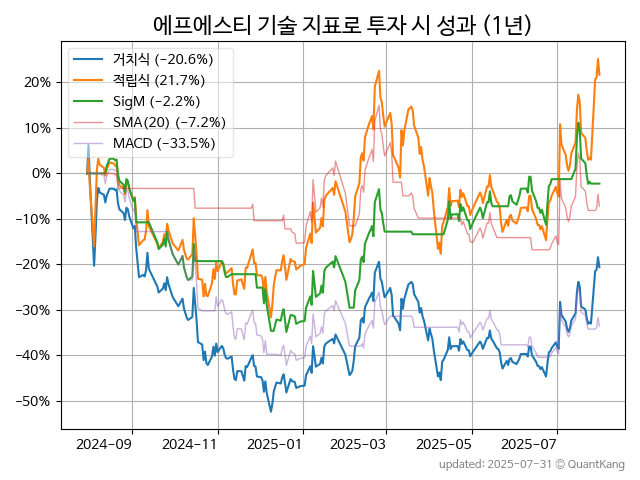 에프에스티 기술 지표로 투자 시 성과 (1년)
거치식 (−20.6%)
적립식 (21.7%)
SigM (−2.2%)
SMA(20) (−7.2%)
MACD (−33.5%)
20%
10%
0%
−10%
−20%
−30%
−40%
−50%
2024-09 2024-11 2025-01 2025-03 2025-05 2025-07
updated: 2025-07-31 ⓒ QuantKang